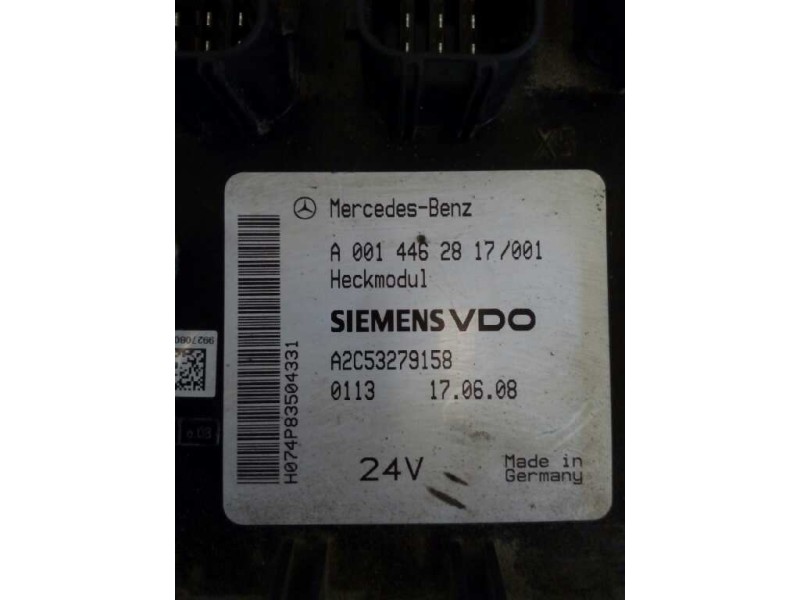 X3
Mercedes-Benz
A 001 446 28 17/001
Heckmodul
SIEMENS VDO
A2C53279158
0113 17.06.08
24V
Made in
Germany
H074P83504331